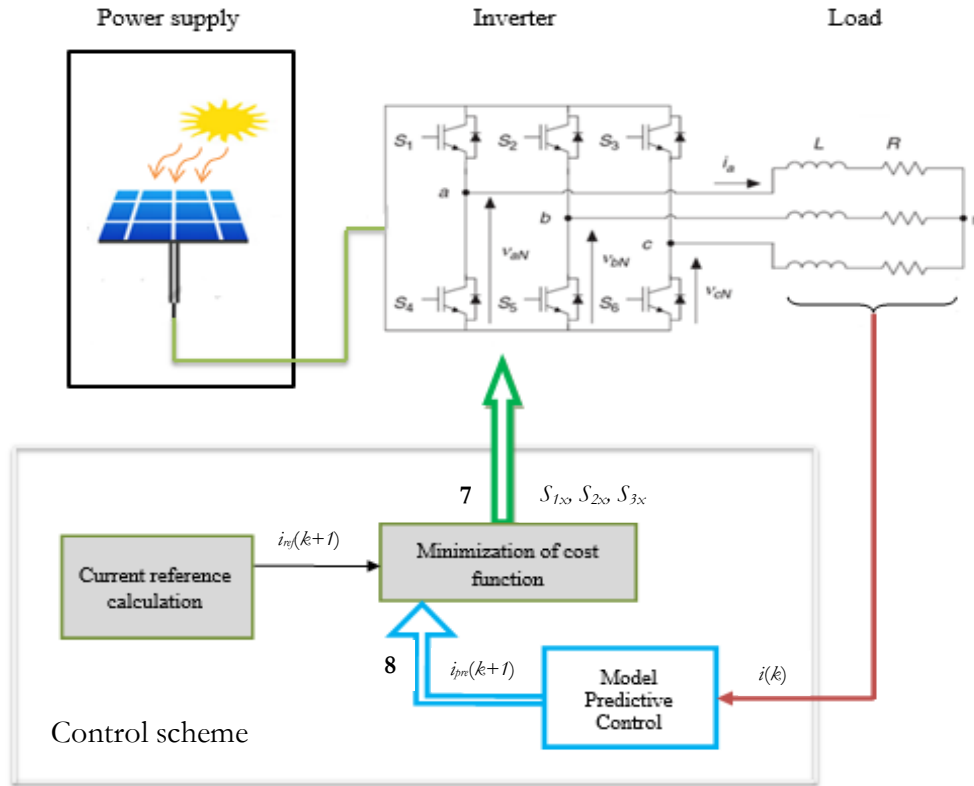 Power supply
Inverter
Load
S1
S2
S3
L
R
ia
a
b
c
n
vaN
vbN
vcN
S4
S5
S6
7
S1x, S2x, S3x
iref(k+1)
Minimization of cost
function
Current reference
calculation
8
ipre(k+1)
Model
Predictive
Control
i(k)
Control scheme